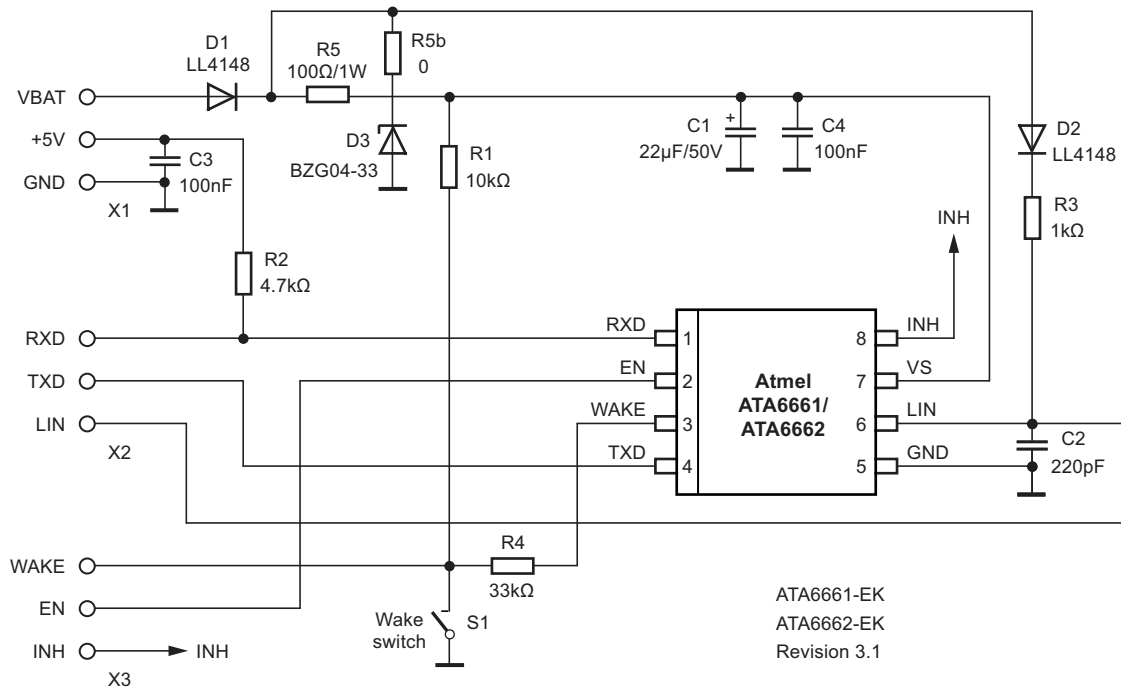 D1
LL4148
R5
100Ω/1W
R5b
0
VBAT
+5V
GND
X1
C3
100nF
D3
BZG04-33
R1
10kΩ
C1
+
22µF/50V
C4
100nF
D2
LL4148
R3
1kΩ
INH
R2
4.7kΩ
RXD
TXD
LIN
X2
RXD
EN
WAKE
TXD
1
2
3
4
Atmel
ATA6661/
ATA6662
8
7
6
5
INH
VS
LIN
GND
C2
220pF
WAKE
EN
INH
INH
X3
R4
33kΩ
Wake
switch
S1
ATA6661-EK
ATA6662-EK
Revision 3.1